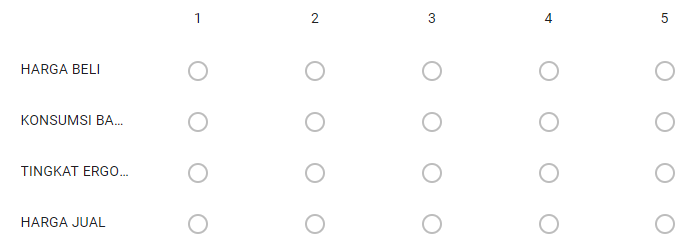 1 2 3 4 5
HARGA BELI
KONSUMSI BA...
TINGKAT ERGO...
HARGA JUAL